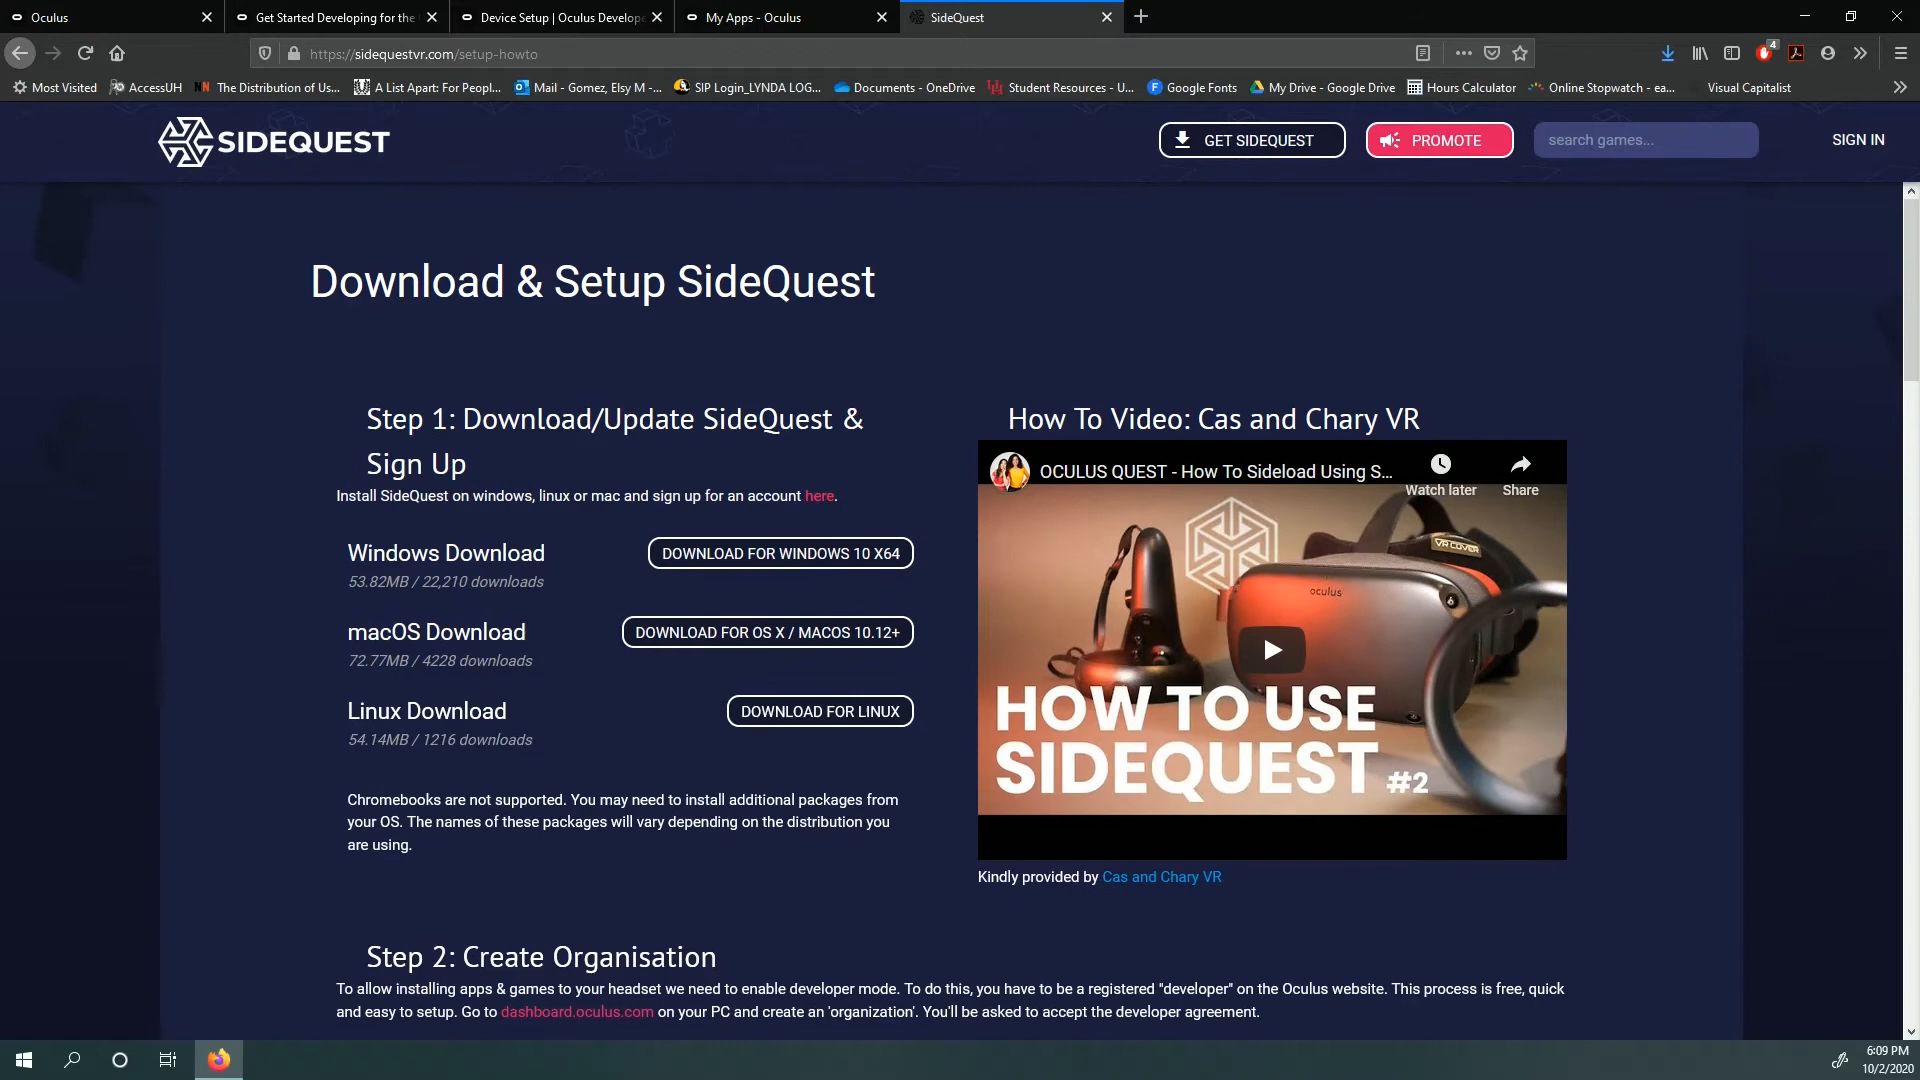 Oculus
Get Started Developing for the
Device Setup | Oculus Develope
My Apps - Oculus
SideQuest
https://sidequestvr.com/setup-howto
4
Most Visited
AccessUH
The Distribution of Us...
A List Apart: For Peopl...
Mail - Gomez, Elsy M -...
SIP Login_LYNDA LOG...
Documents - OneDrive
Student Resources - U...
Google Fonts
My Drive - Google Drive
Hours Calculator
Online Stopwatch - ea...
Visual Capitalist
SIDEQUEST
GET SIDEQUEST
PROMOTE
search games...
SIGN IN
Download & Setup SideQuest
Step 1: Download/Update SideQuest &
Sign Up
Install SideQuest on windows, linux or mac and sign up for an account here.
Windows Download
DOWNLOAD FOR WINDOWS 10 X64
53.82MB / 22,210 downloads
macOS Download
DOWNLOAD FOR OS X / MACOS 10.12+
72.77MB / 4228 downloads
Linux Download
DOWNLOAD FOR LINUX
54.14MB / 1216 downloads
Chromebooks are not supported. You may need to install additional packages from
your OS. The names of these packages will vary depending on the distribution you
are using.
How To Video: Cas and Chary VR
OCULUS QUEST - How To Sideload Using S...
Watch later
Share
VR COVER
oculus
HOW TO USE
SIDEQUEST #2
Kindly provided by Cas and Chary VR
Step 2: Create Organisation
To allow installing apps & games to your headset we need to enable developer mode. To do this, you have to be a registered "developer" on the Oculus website. This process is free, quick
and easy to setup. Go to dashboard.oculus.com on your PC and create an 'organization'. You'll be asked to accept the developer agreement.
6:09 PM
10/2/2020